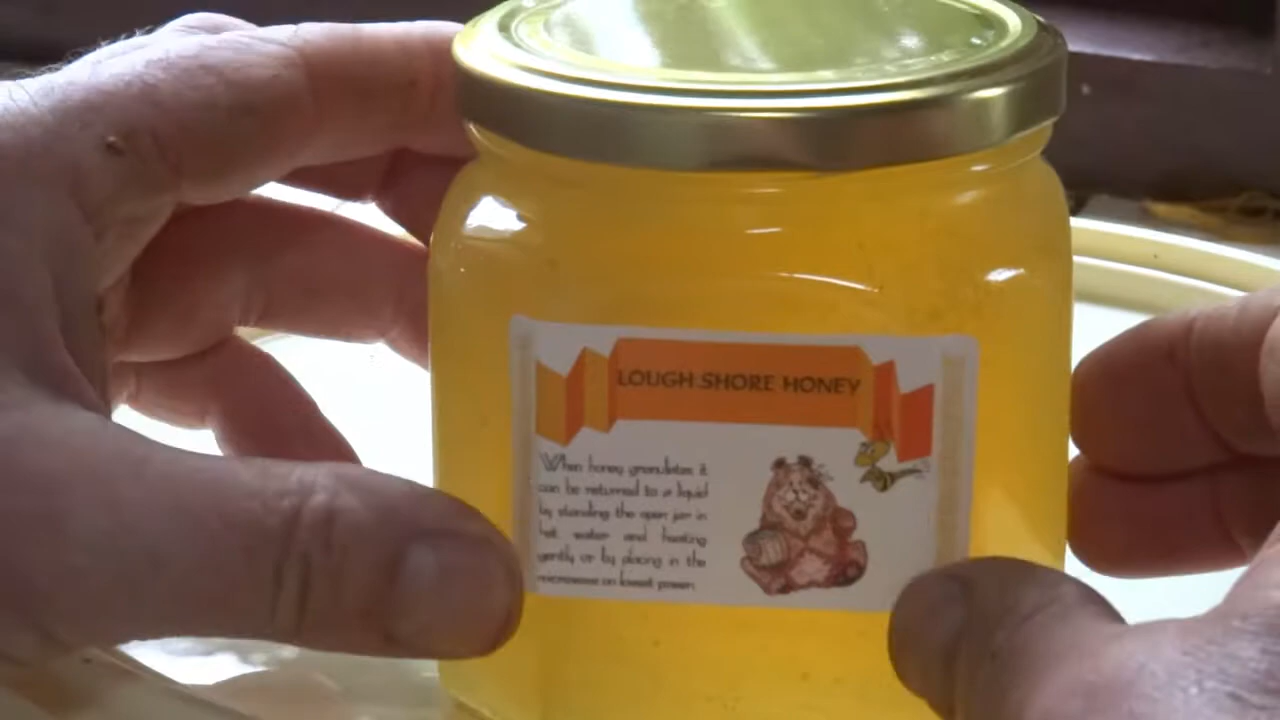 LOUGH SHORE HONEY
When honey granulates it
can be returned to a liquid
by standing the open jar in
hot water and heating
gently or by placing in the
microwave on lowest power.